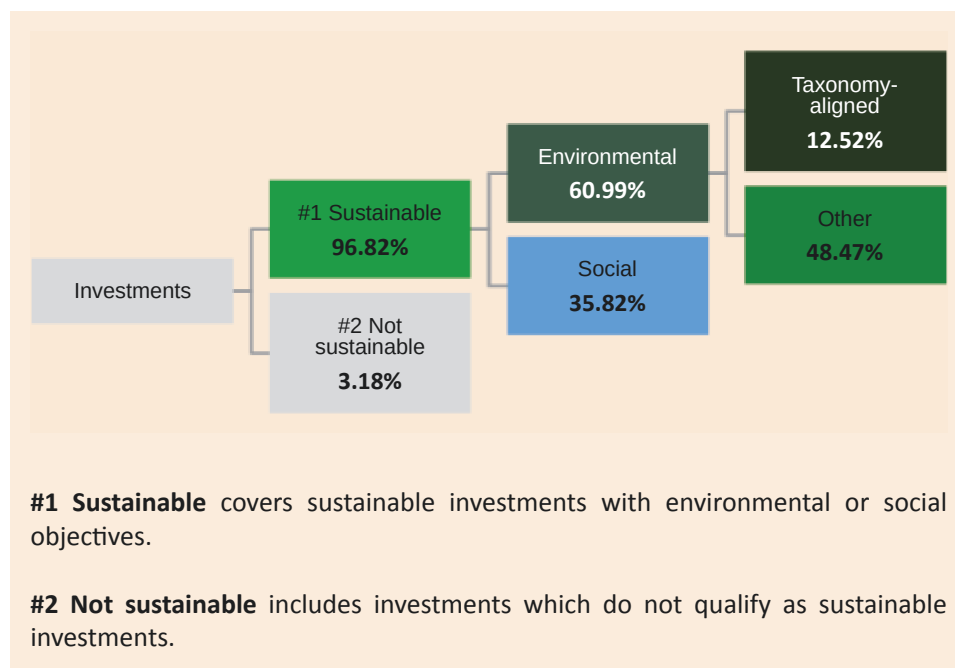 Investments
#1 Sustainable
96.82%
#2 Not
sustainable
3.18%
Environmental
60.99%
Social
35.82%
Taxonomy-
aligned
12.52%
Other
48.47%
#1 Sustainable covers sustainable investments with environmental or social
objectives.
#2 Not sustainable includes investments which do not qualify as sustainable
investments.